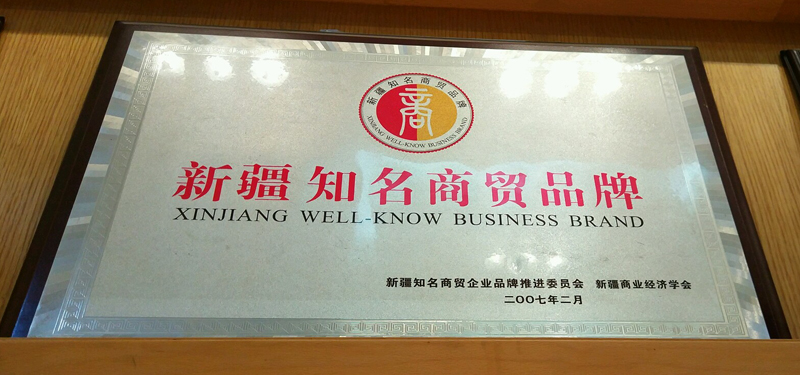 新疆知名商贸品牌
商
XINJIANG WELL-KNOW BUSINESS BRAND
新疆 知名商贸品牌
XINJIANG WELL-KNOW BUSINESS BRAND
新疆知名商贸企业品牌推进委员会 新疆商业经济学会
二〇〇七年二月